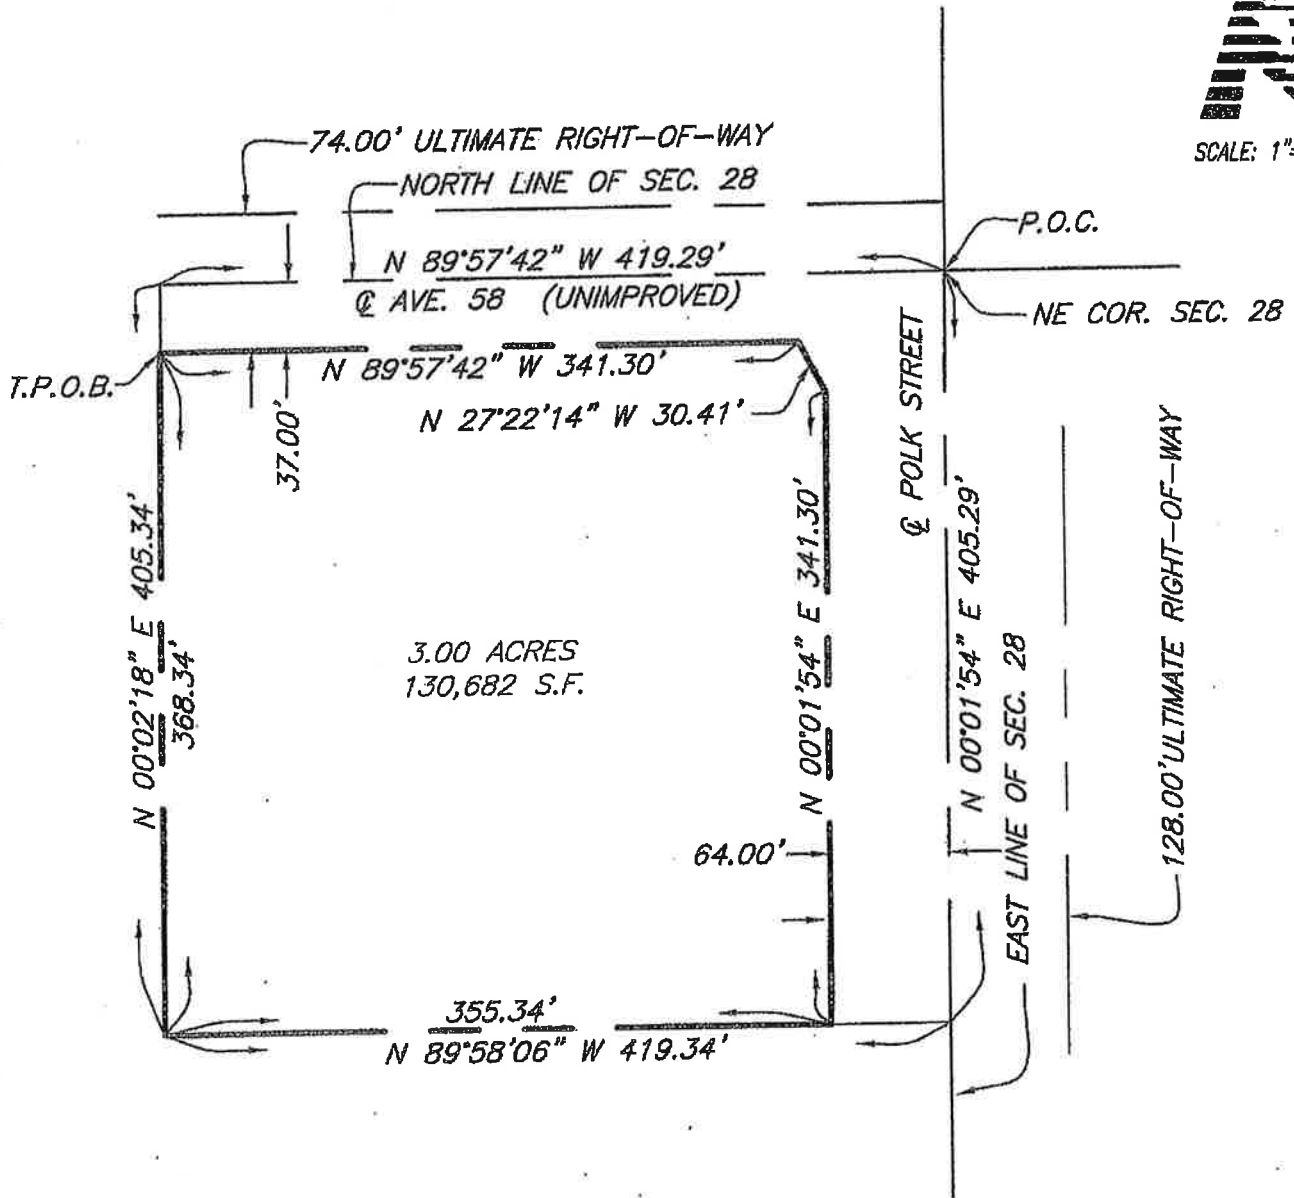 SCALE: 1"=
74.00' ULTIMATE RIGHT-OF-WAY
NORTH LINE OF SEC. 28
P.O.C.
N 89°57'42" W 419.29'
℄ AVE. 58 (UNIMPROVED)
NE COR. SEC. 28
T.P.O.B.
N 89°57'42" W 341.30'
N 27°22'14" W 30.41'
37.00'
℄ POLK STREET
N 00°02'18" E 405.34'
368.34'
3.00 ACRES
130,682 S.F.
N 00°01'54" E 341.30'
N 00°01'54" E 405.29'
EAST LINE OF SEC. 28
128.00' ULTIMATE RIGHT-OF-WAY
64.00'
355.34'
N 89°58'06" W 419.34'